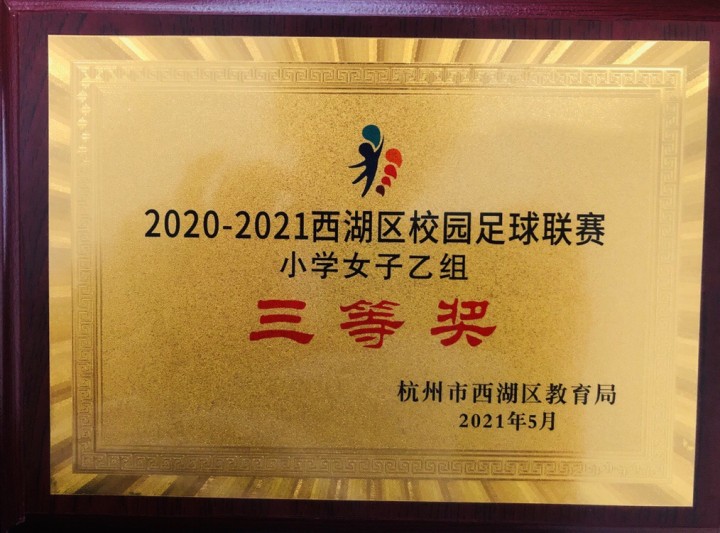 2020-2021西湖区校园足球联赛
小学女子乙组
三等奖
杭州市西湖区教育局
2021年5月